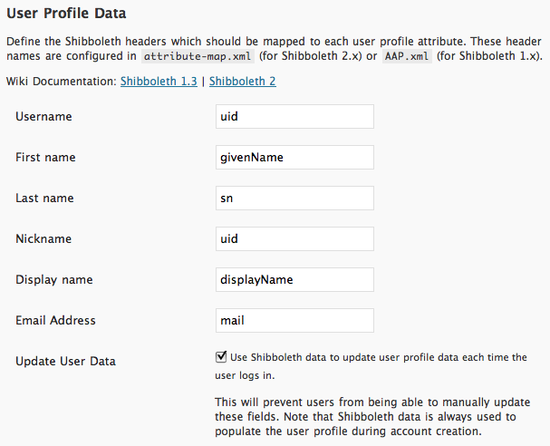 User Profile Data
Define the Shibboleth headers which should be mapped to each user profile attribute. These header
names are configured in attribute-map.xml (for Shibboleth 2.x) or AAP.xml (for Shibboleth 1.x).
Wiki Documentation: Shibboleth 1.3 | Shibboleth 2
Username uid
First name givenName
Last name sn
Nickname uid
Display name displayName
Email Address mail
Update User Data Use Shibboleth data to update user profile data each time the
user logs in.
This will prevent users from being able to manually update
these fields. Note that Shibboleth data is always used to
populate the user profile during account creation.